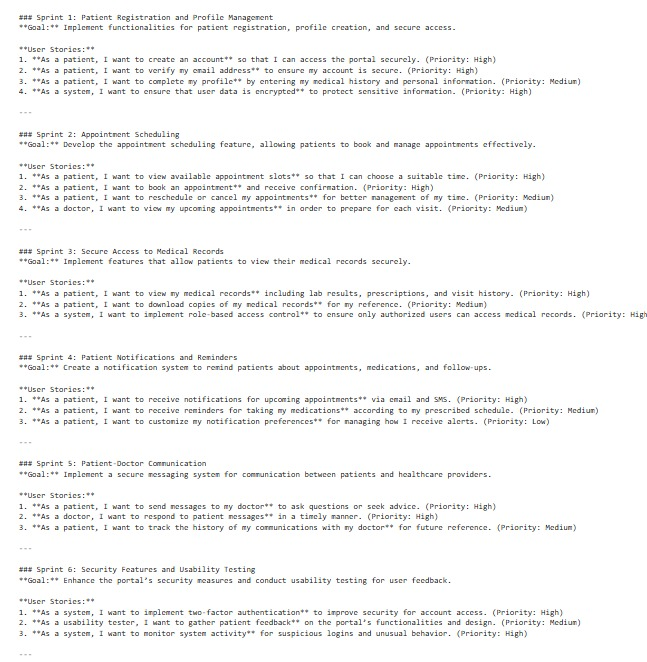 ### Sprint 1: Patient Registration and Profile Management
**Goal:** Implement functionalities for patient registration, profile creation, and secure access.
**User Stories:**
1. **As a patient, I want to create an account** so that I can access the portal securely. (Priority: High)
2. **As a patient, I want to verify my email address** to ensure my account is secure. (Priority: High)
3. **As a patient, I want to complete my profile** by entering my medical history and personal information. (Priority: Medium)
4. **As a system, I want to ensure that user data is encrypted** to protect sensitive information. (Priority: High)
---
### Sprint 2: Appointment Scheduling
**Goal:** Develop the appointment scheduling feature, allowing patients to book and manage appointments effectively.
**User Stories:**
1. **As a patient, I want to view available appointment slots** so that I can choose a suitable time. (Priority: High)
2. **As a patient, I want to book an appointment** and receive confirmation. (Priority: High)
3. **As a patient, I want to reschedule or cancel my appointments** for better management of my time. (Priority: Medium)
4. **As a doctor, I want to view my upcoming appointments** in order to prepare for each visit. (Priority: Medium)
---
### Sprint 3: Secure Access to Medical Records
**Goal:** Implement features that allow patients to view their medical records securely.
**User Stories:**
1. **As a patient, I want to view my medical records** including lab results, prescriptions, and visit history. (Priority: High)
2. **As a patient, I want to download copies of my medical records** for my reference. (Priority: Medium)
3. **As a system, I want to implement role-based access control** to ensure only authorized users can access medical records. (Priority: High
---
### Sprint 4: Patient Notifications and Reminders
**Goal:** Create a notification system to remind patients about appointments, medications, and follow-ups.
**User Stories:**
1. **As a patient, I want to receive notifications for upcoming appointments** via email and SMS. (Priority: High)
2. **As a patient, I want to receive reminders for taking my medications** according to my prescribed schedule. (Priority: Medium)
3. **As a patient, I want to customize my notification preferences** for managing how I receive alerts. (Priority: Low)
---
### Sprint 5: Patient-Doctor Communication
**Goal:** Implement a secure messaging system for communication between patients and healthcare providers.
**User Stories:**
1. **As a patient, I want to send messages to my doctor** to ask questions or seek advice. (Priority: High)
2. **As a doctor, I want to respond to patient messages** in a timely manner. (Priority: High)
3. **As a patient, I want to track the history of my communications with my doctor** for future reference. (Priority: Medium)
---
### Sprint 6: Security Features and Usability Testing
**Goal:** Enhance the portal's security measures and conduct usability testing for user feedback.
**User Stories:**
1. **As a system, I want to implement two-factor authentication** to improve security for account access. (Priority: High)
2. **As a usability tester, I want to gather patient feedback** on the portal's functionalities and design. (Priority: Medium)
3. **As a system, I want to monitor system activity** for suspicious logins and unusual behavior. (Priority: High)
---